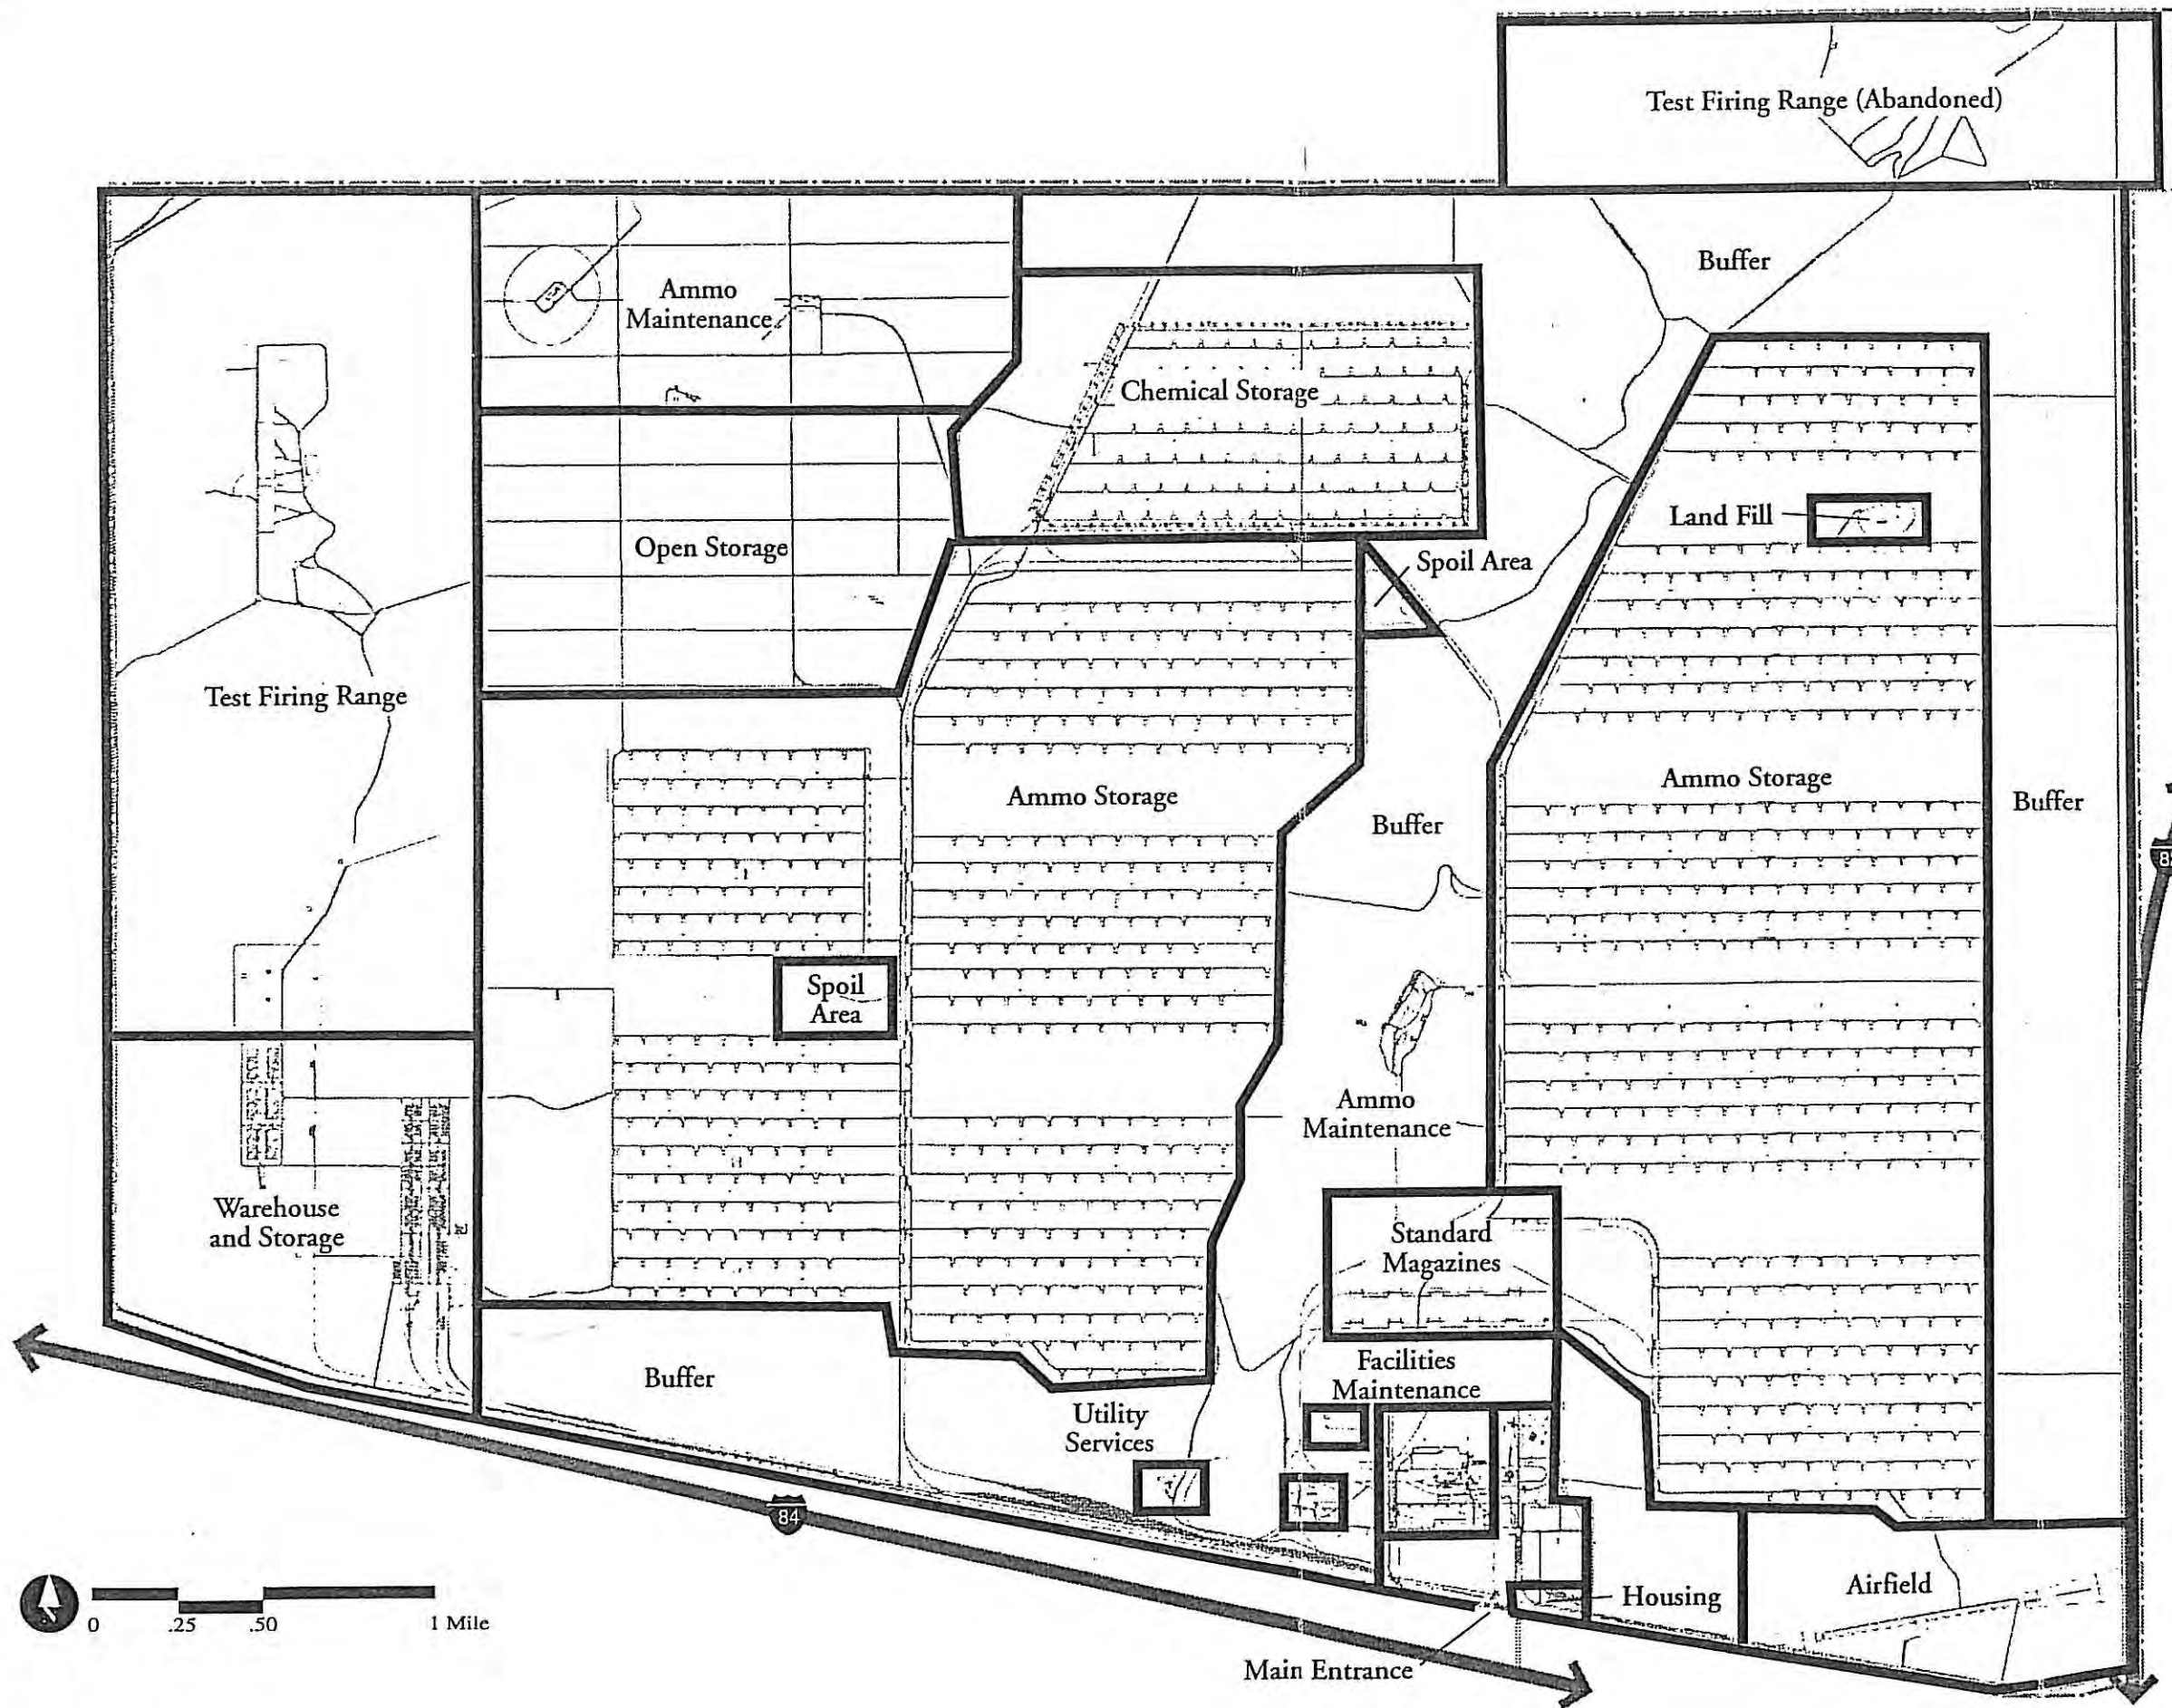 Test Firing Range (Abandoned)
Buffer
Ammo
Maintenance
Chemical Storage
Land Fill
Open Storage
Spoil Area
Test Firing Range
Ammo Storage
Ammo Storage
Buffer
Buffer
Spoil
Area
Ammo
Maintenance
Warehouse
and Storage
Standard
Magazines
Facilities
Maintenance
Buffer
Utility
Services
84
Housing
Airfield
0 .25 .50 1 Mile
Main Entrance